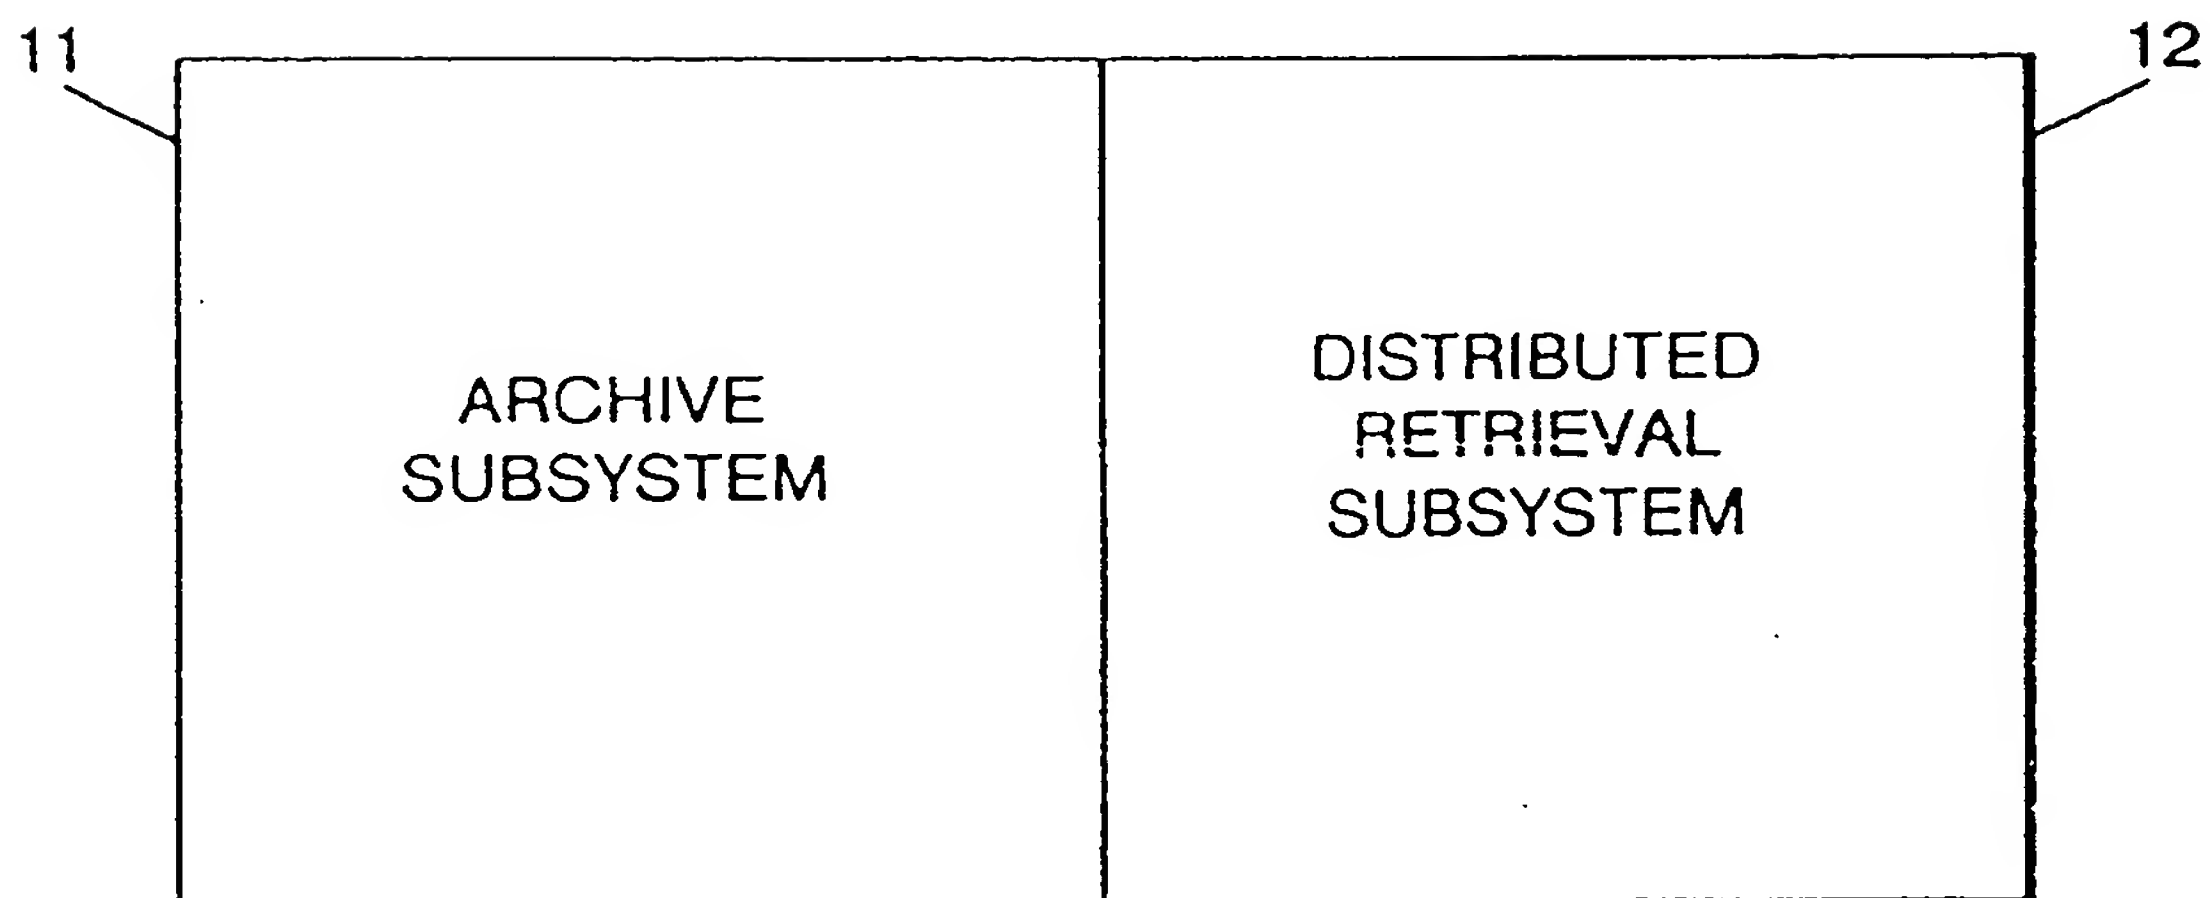 11
12
ARCHIVE
SUBSYSTEM
DISTRIBUTED
RETRIEVAL
SUBSYSTEM